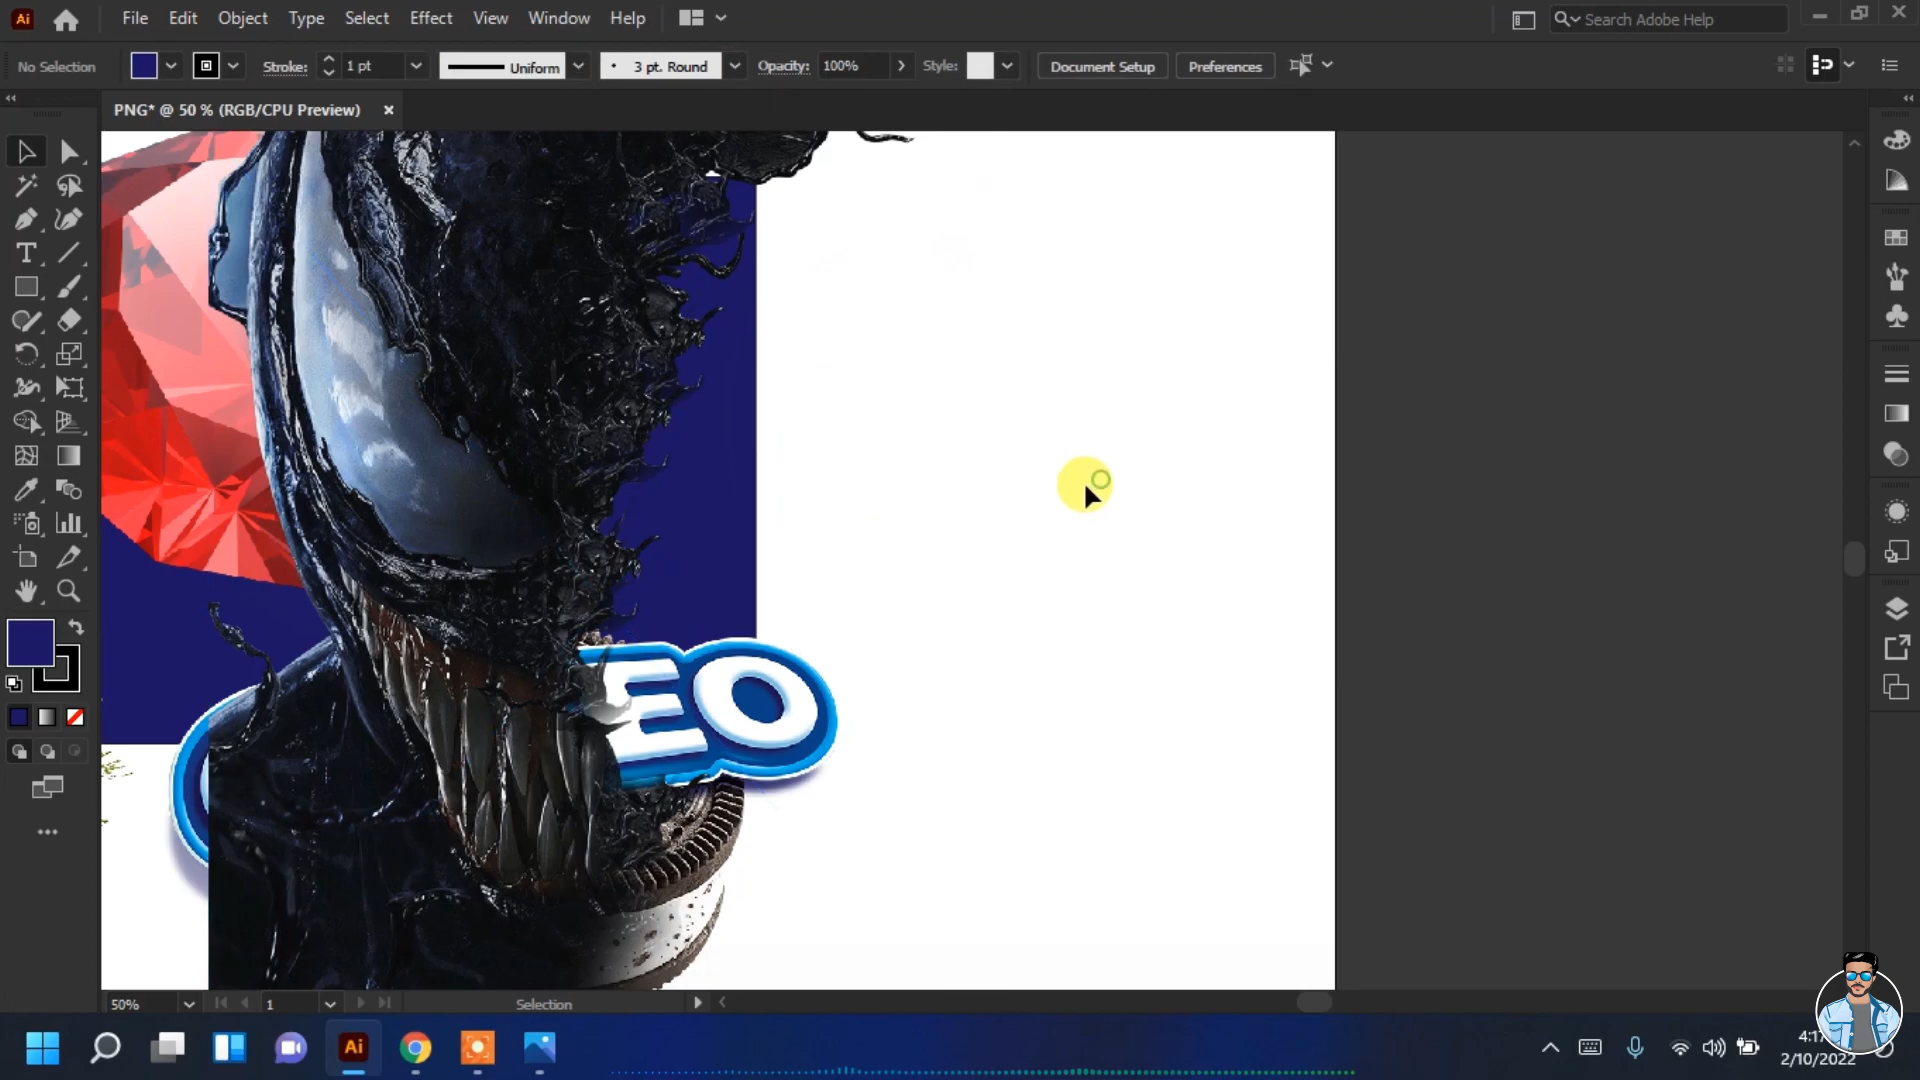 Ai File Edit Object Type Select Effect View Window Help Search Adobe Help
No Selection Stroke: 1 pt Uniform 3 pt. Round Opacity: 100% Style: Document Setup Preferences
PNG* @ 50 % (RGB/CPU Preview)
T
EO
50% 1 Selection
Ai
2/10/2022